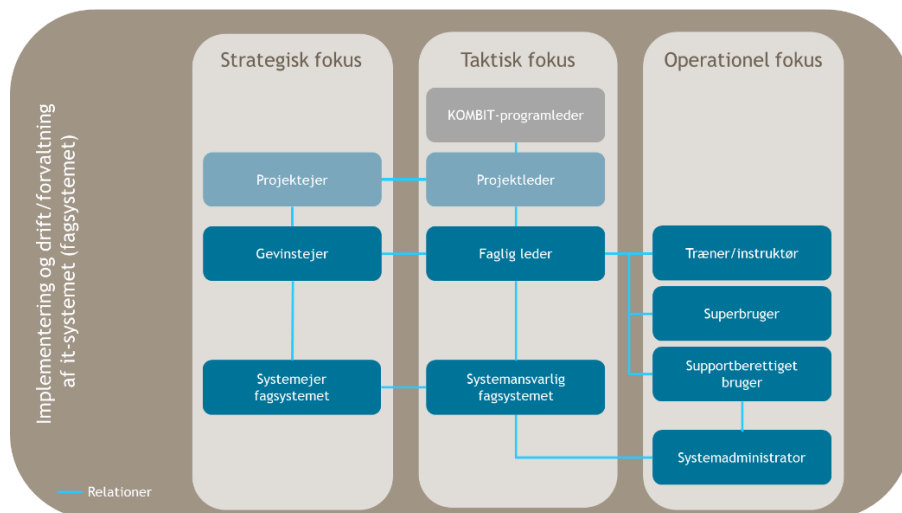 Implementering og drift/forvaltning
af it-systemet (fagsystemet)
Strategisk fokus
Taktisk fokus
Operationel fokus
KOMBIT-programleder
Projektejer
Projektleder
Gevinstejer
Faglig leder
Træner/instruktør
Superbruger
Supportberettiget
bruger
Systemejer
fagsystemet
Systemansvarlig
fagsystemet
Systemadministrator
Relationer